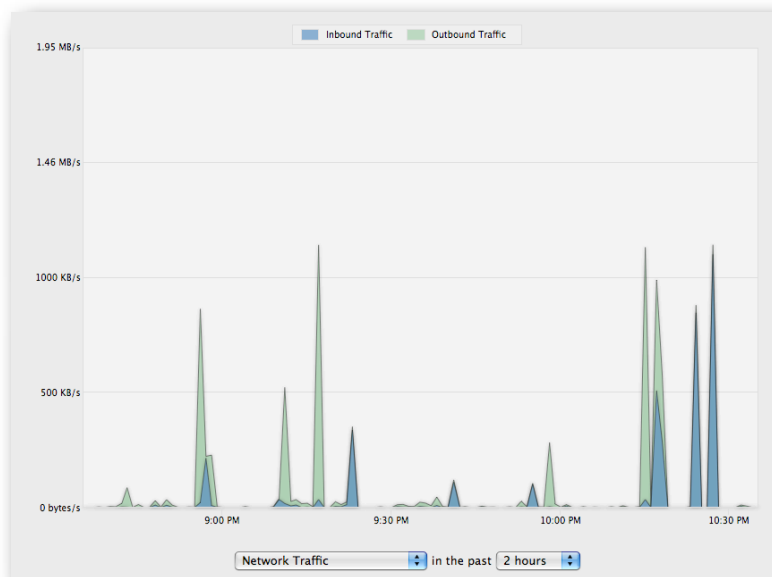 Inbound Traffic Outbound Traffic
1.95 MB/s
1.46 MB/s
1000 KB/s
500 KB/s
0 bytes/s
9:00 PM 9:30 PM 10:00 PM 10:30 PM
Network Traffic in the past 2 hours